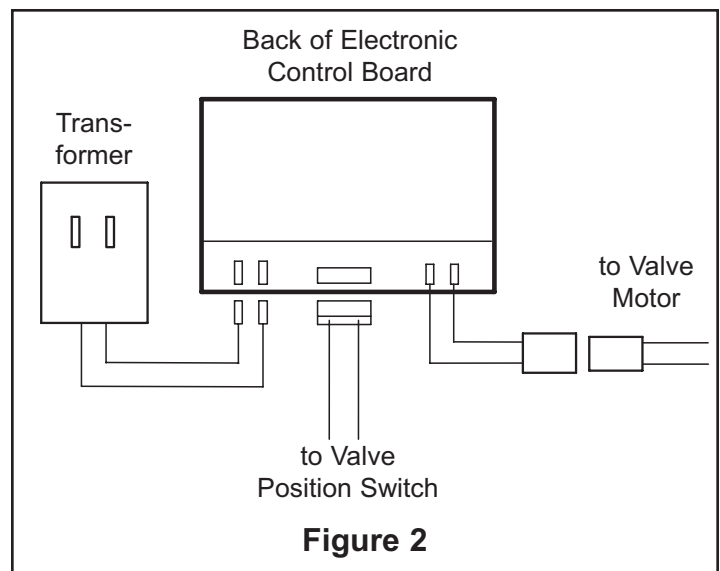 Back of Electronic
Control Board
Trans-
former
to Valve
Motor
to Valve
Position Switch
Figure 2